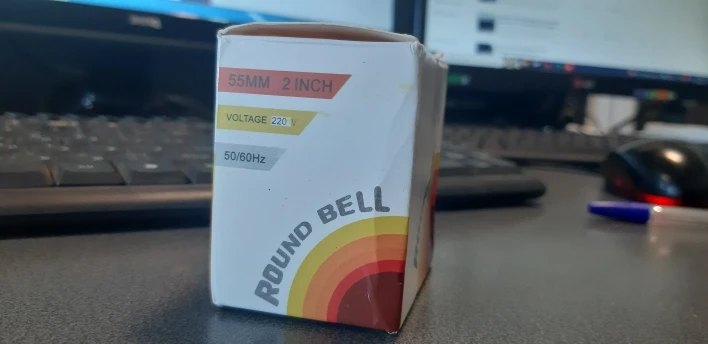 55MM 2 INCH
VOLTAGE 220 V
50/60Hz
ROUND BELL